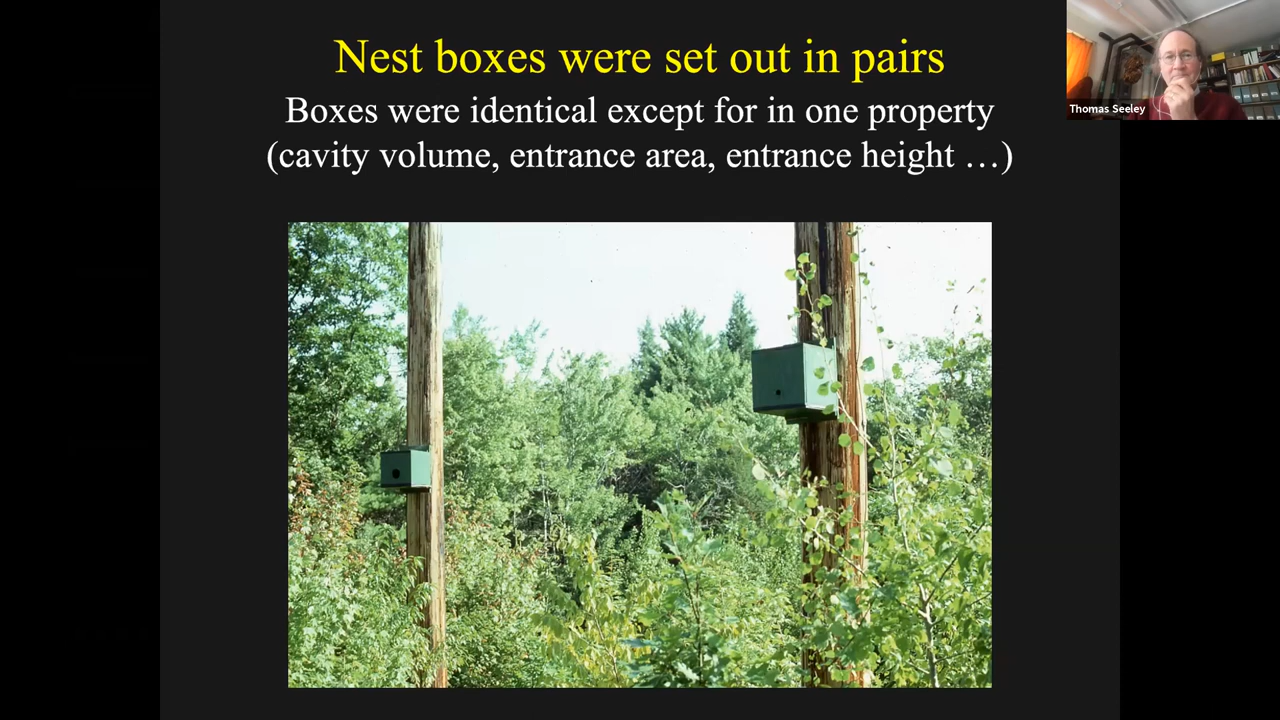 Nest boxes were set out in pairs
Boxes were identical except for in one property
(cavity volume, entrance area, entrance height …)
Thomas Seeley